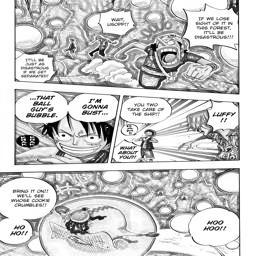 IF WE LOSE
SIGHT OF IT IN
THIS FOREST,
IT'LL BE
DISASTROUS!!!
WAIT,
USOPP!!
IT'LL BE
JUST AS
DISASTROUS
IF WE GET
SEPARATED!
YOU TWO
TAKE CARE OF
THE SHIP!!
LUFFY
!!
WHAT
ABOUT
YOU?!
I'M
GONNA
BUST...
...THAT
BALL
GUY'S
BUBBLE.
BRING IT ON!!
WE'LL SEE
WHOSE COOKIE
CRUMBLES!!
HOO
HOO!!
HO
HO!!